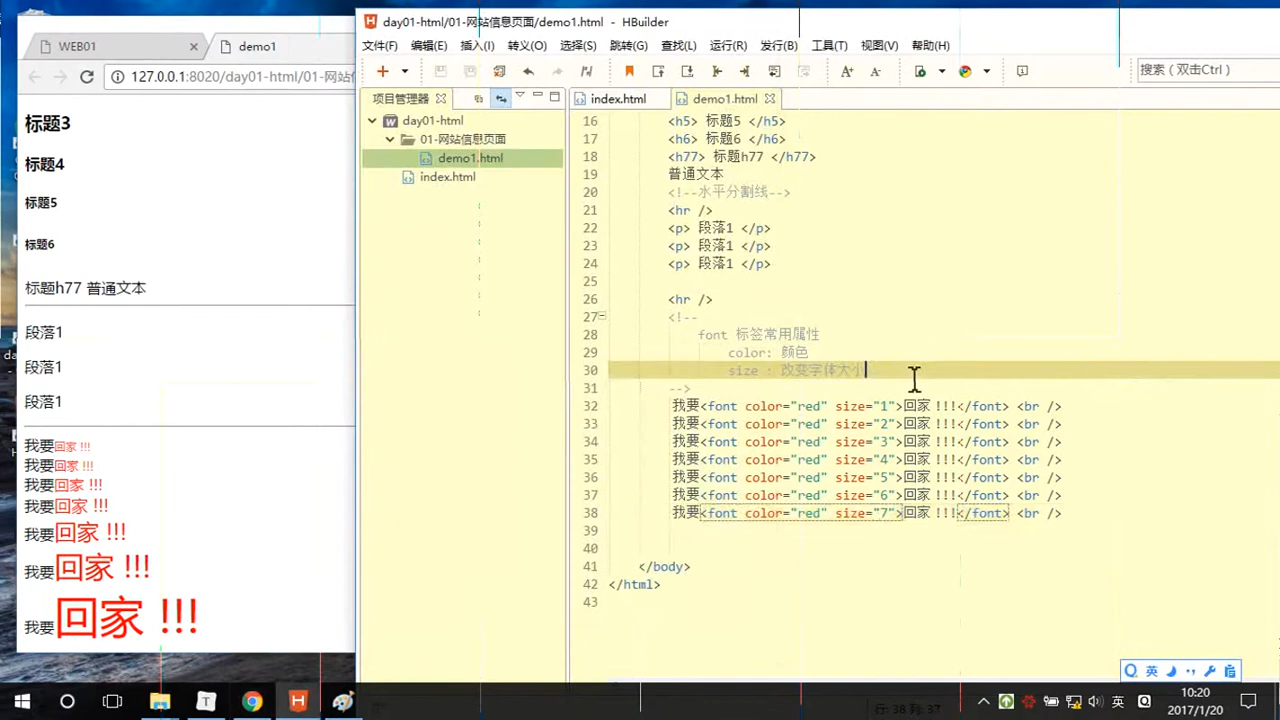 WEB01
demo1
127.0.0.1:8020/day01-html/01-网站信
标题3
标题4
标题5
标题6
标题h77 普通文本
段落1
段落1
段落1
我要回家 !!!
我要回家 !!!
我要回家 !!!
我要回家 !!!
我要回家 !!!
我要回家 !!!
我要回家 !!!
day01-html/01-网站信息页面/demo1.html - HBuilder
文件(F) 编辑(E) 插入(I) 转义(O) 选择(S) 跳转(G) 查找(L) 运行(R) 发行(B) 工具(T) 视图(V) 帮助(H)
搜索（双击Ctrl）
项目管理器
day01-html
01-网站信息页面
demo1.html
index.html
index.html
demo1.html
16 <h5> 标题5 </h5>
17 <h6> 标题6 </h6>
18 <h77> 标题h77 </h77>
19 普通文本
20 <!--水平分割线-->
21 <hr />
22 <p> 段落1 </p>
23 <p> 段落1 </p>
24 <p> 段落1 </p>
25
26 <hr />
27 <!--
28 font 标签常用属性
29 color: 颜色
30 size : 改变字体大小
31 -->
32 我要<font color="red" size="1">回家 !!!</font> <br />
33 我要<font color="red" size="2">回家 !!!</font> <br />
34 我要<font color="red" size="3">回家 !!!</font> <br />
35 我要<font color="red" size="4">回家 !!!</font> <br />
36 我要<font color="red" size="5">回家 !!!</font> <br />
37 我要<font color="red" size="6">回家 !!!</font> <br />
38 我要<font color="red" size="7">回家 !!!</font> <br />
39
40
41 </body>
42 </html>
43
英
行: 38 列: 37
英
10:20
2017/1/20